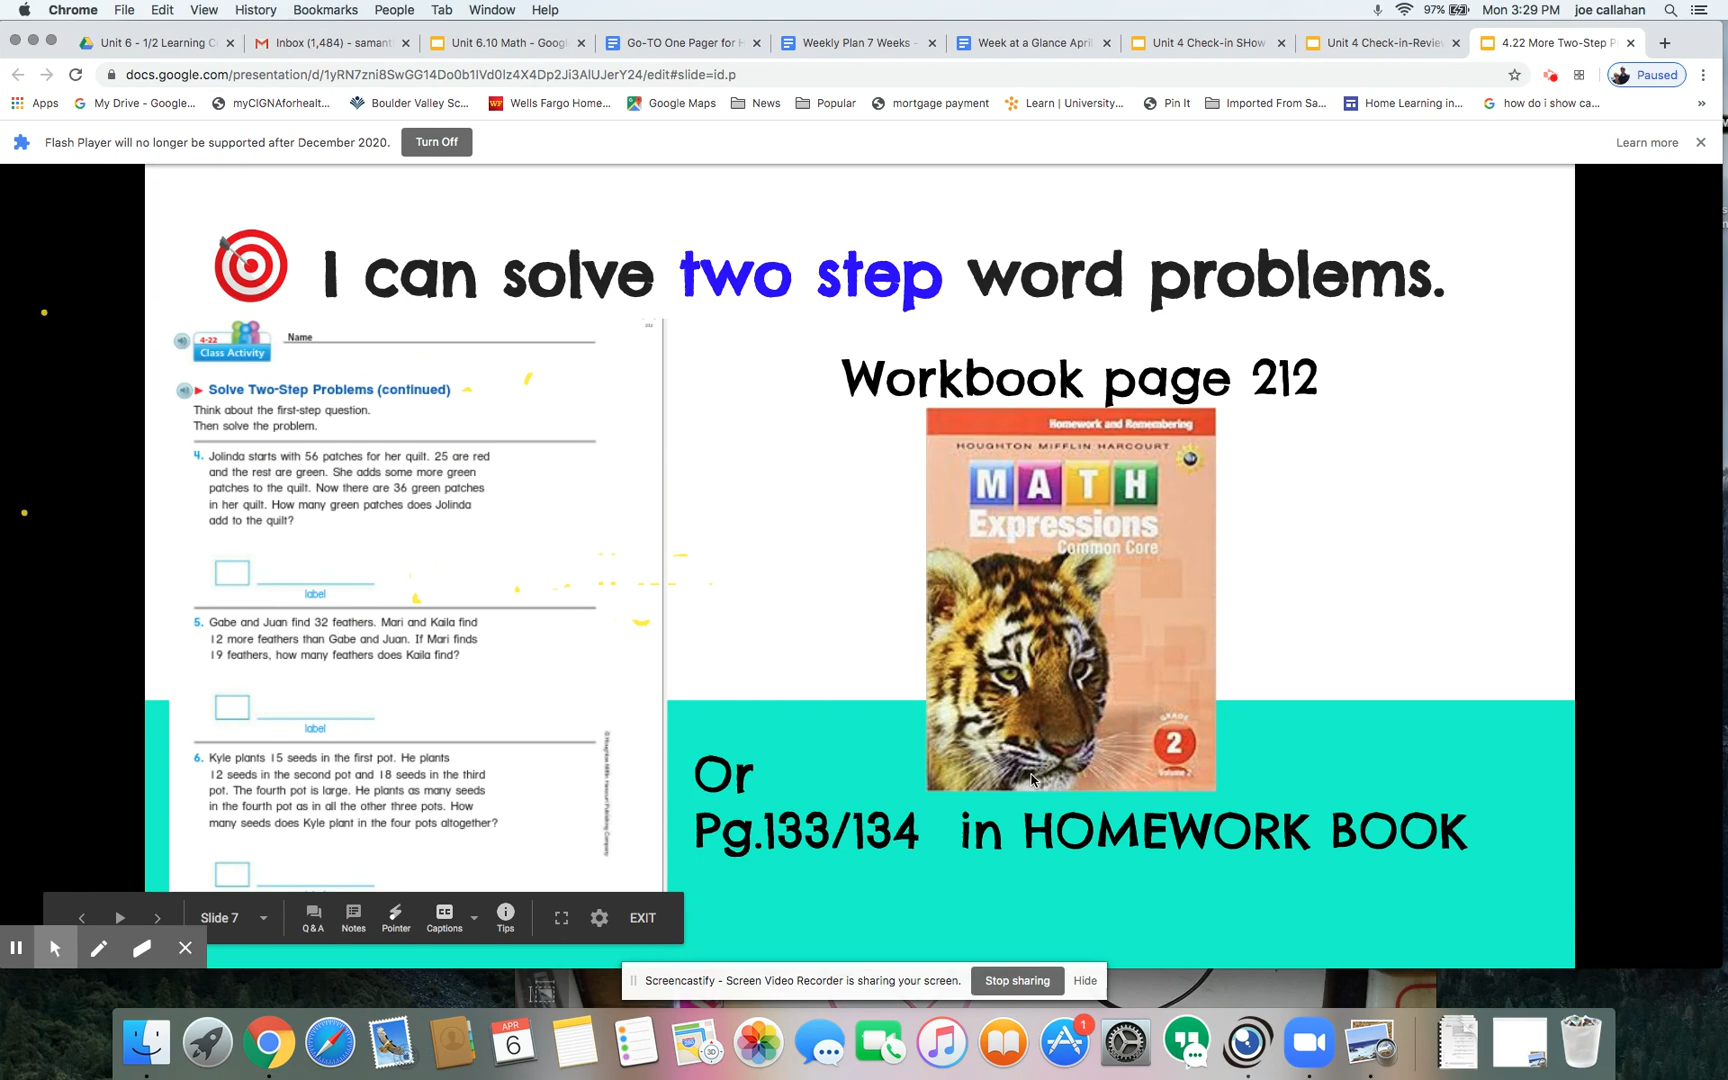 Chrome File Edit View History Bookmarks People Tab Window Help 97% Mon 3:29 PM joe callahan
Unit 6 - 1/2 Learning C Inbox (1,484) - samant Unit 6.10 Math - Googl Go-TO One Pager for H Weekly Plan 7 Weeks - Week at a Glance April Unit 4 Check-in SHow Unit 4 Check-in-Review 4.22 More Two-Step P
docs.google.com/presentation/d/1yRN7zni8SwGG14Do0b1lVd0Iz4X4Dp2Ji3AlUJerY24/edit#slide=id.p Paused
Apps My Drive - Google... myCIGNAforhealt... Boulder Valley Sc... Wells Fargo Home... Google Maps News Popular mortgage payment Learn | University... Pin It Imported From Sa... Home Learning in... how do i show ca...
Flash Player will no longer be supported after December 2020. Turn Off Learn more
I can solve two step word problems.
4-22
Class Activity
Name
Solve Two-Step Problems (continued)
Think about the first-step question.
Then solve the problem.
4. Jolinda starts with 56 patches for her quilt. 25 are red
and the rest are green. She adds some more green
patches to the quilt. Now there are 36 green patches
in her quilt. How many green patches does Jolinda
add to the quilt?
label
5. Gabe and Juan find 32 feathers. Mari and Kaila find
12 more feathers than Gabe and Juan. If Mari finds
19 feathers, how many feathers does Kaila find?
label
6. Kyle plants 15 seeds in the first pot. He plants
12 seeds in the second pot and 18 seeds in the third
pot. The fourth pot is large. He plants as many seeds
in the fourth pot as in all the other three pots. How
many seeds does Kyle plant in the four pots altogether?
© Houghton Mifflin Harcourt Publishing Company
Workbook page 212
Homework and Remembering
HOUGHTON MIFFLIN HARCOURT
MATH
Expressions
Common Core
GRADE
2
Volume 2
Or
Pg.133/134 in HOMEWORK BOOK
Slide 7 Q&A Notes Pointer Captions Tips EXIT
Screencastify - Screen Video Recorder is sharing your screen. Stop sharing Hide
APR
6
3D
1